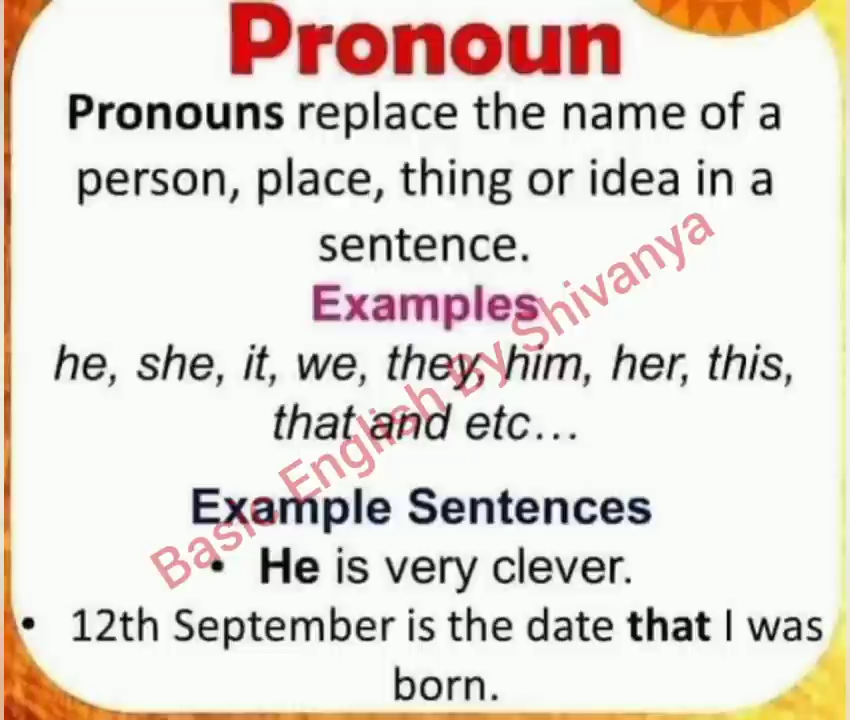 Pronoun
Pronouns replace the name of a
person, place, thing or idea in a
sentence.
Examples
he, she, it, we, they, him, her, this,
that and etc...
Example Sentences
• He is very clever.
• 12th September is the date that I was
born.
Basic English By Shivanya